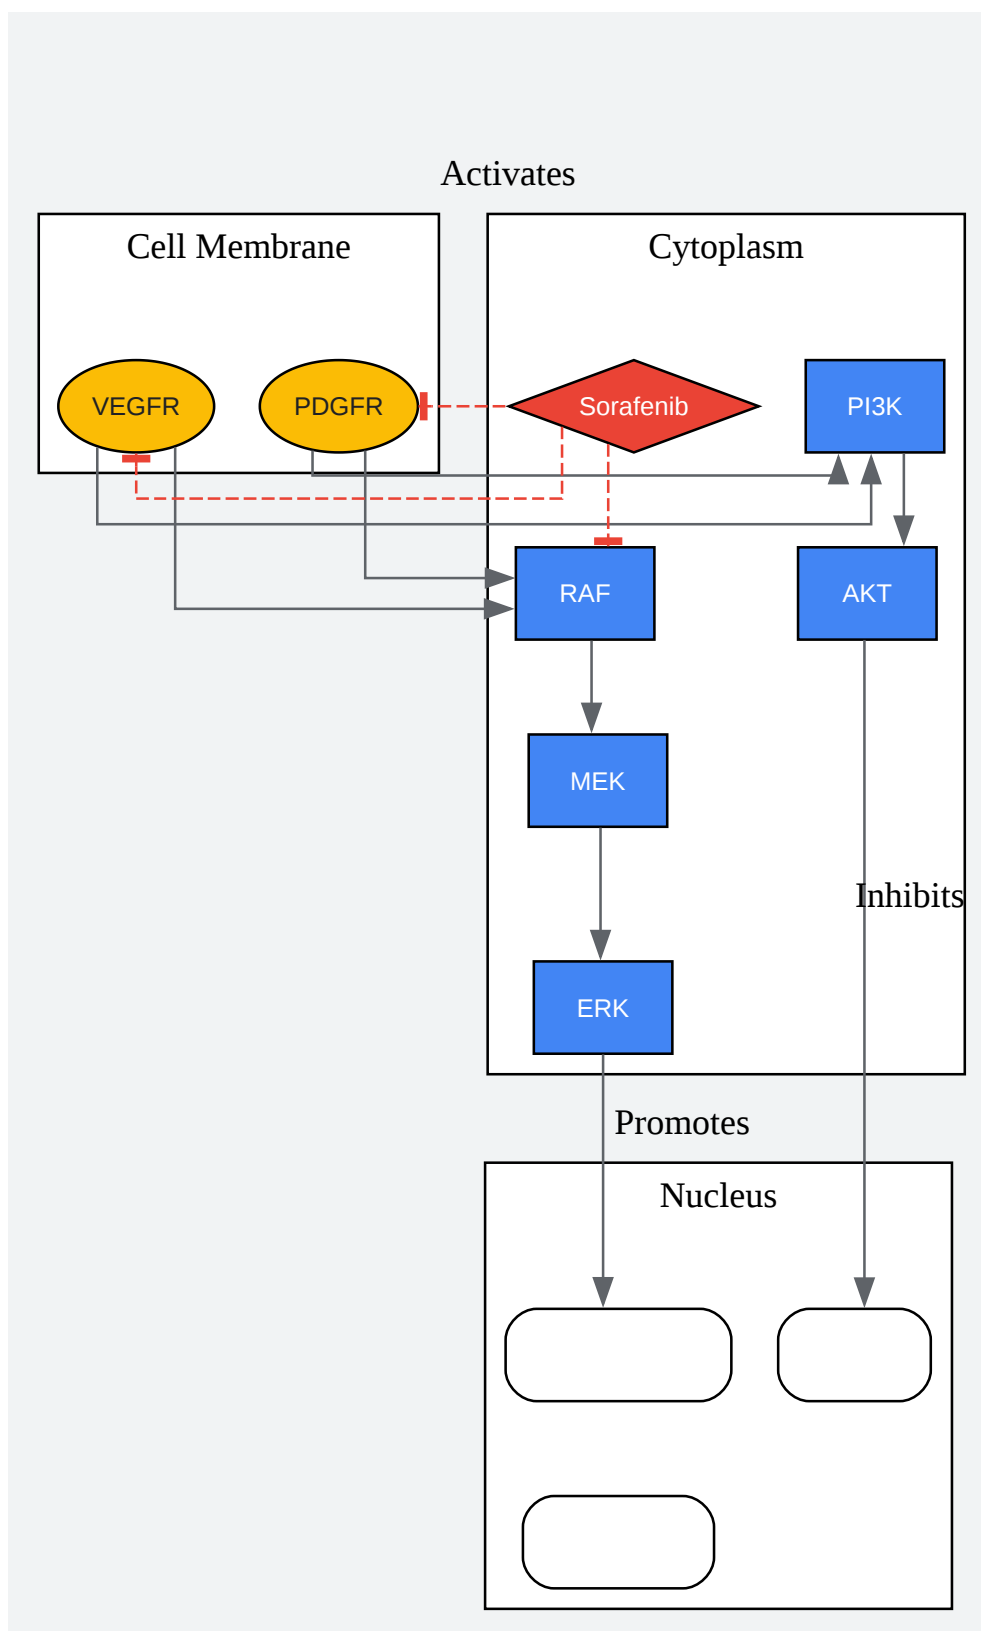 Activates
Cell Membrane
Cytoplasm
VEGFR
PDGFR
Sorafenib
PI3K
RAF
AKT
MEK
Inhibits
ERK
Promotes
Nucleus